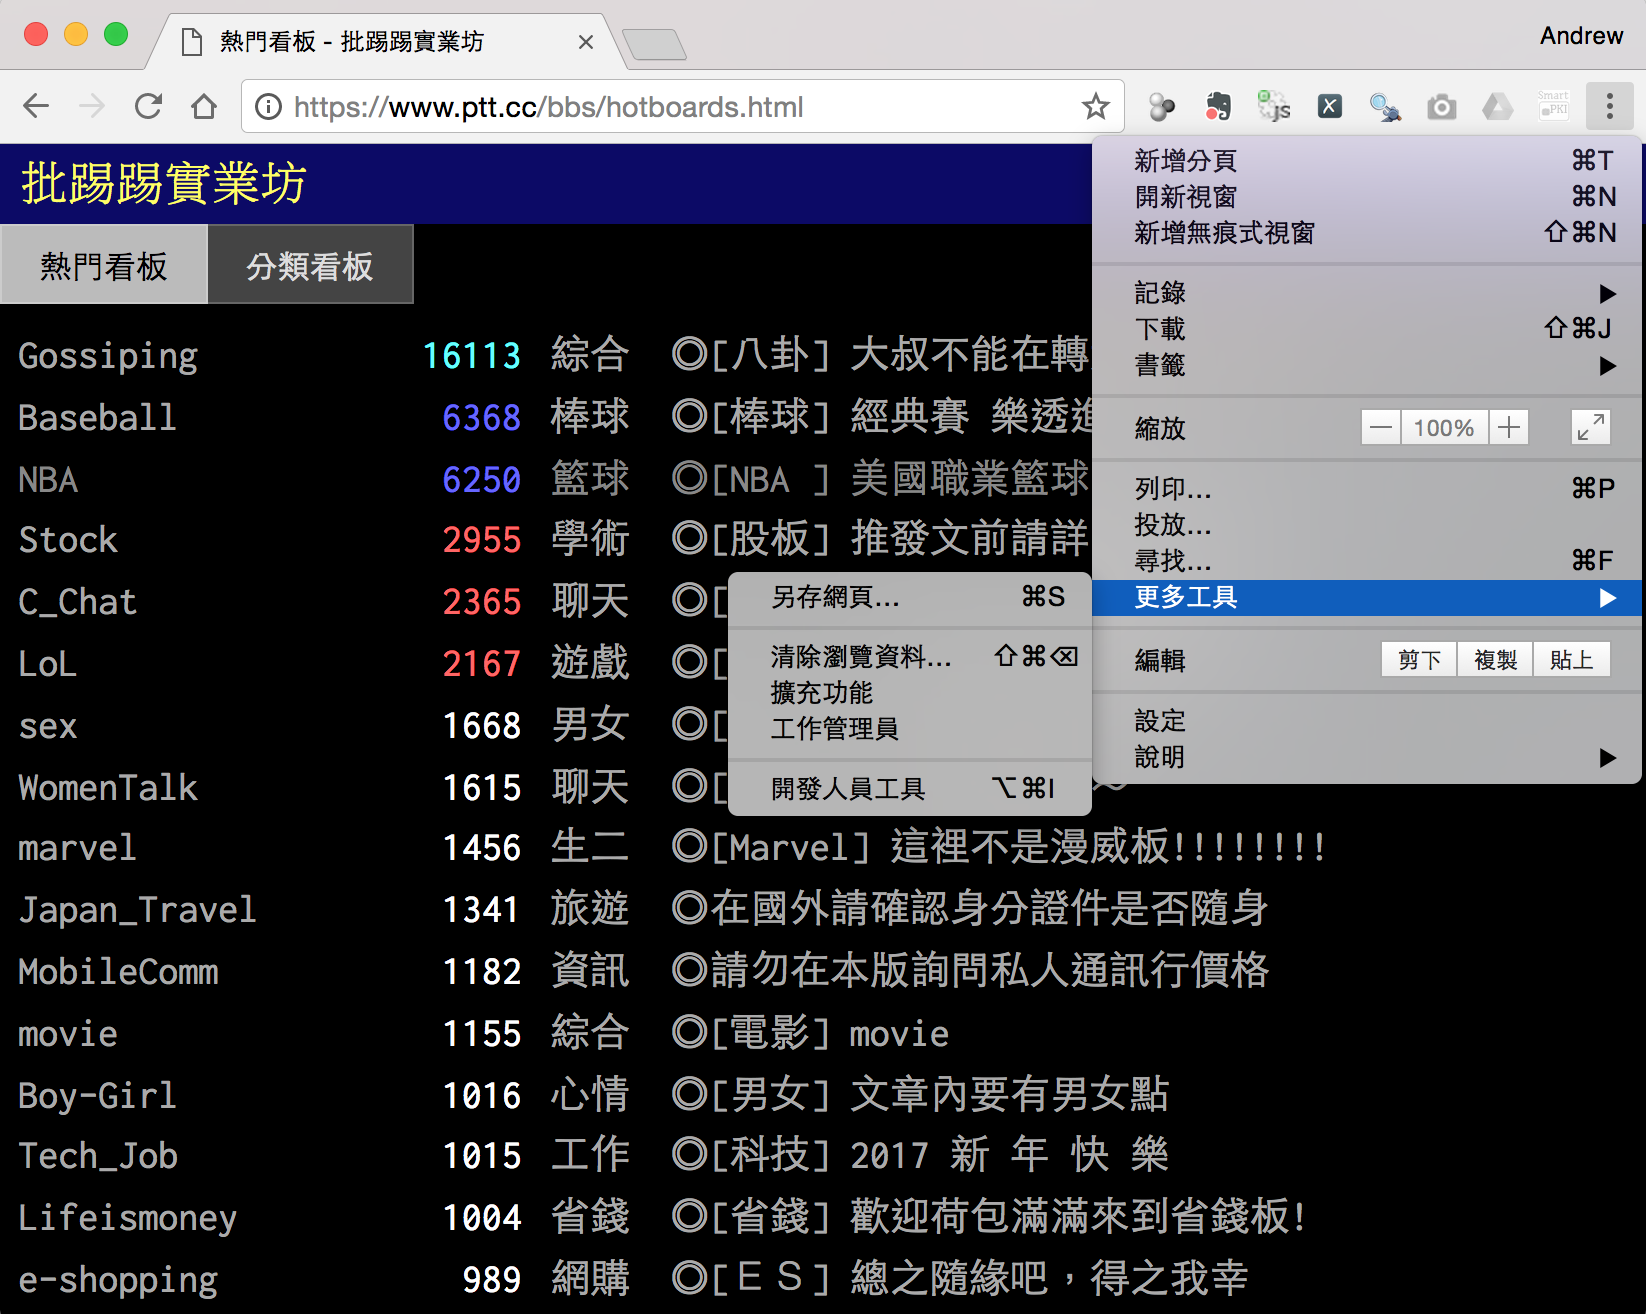 熱門看板 - 批踢踢實業坊
Andrew
https://www.ptt.cc/bbs/hotboards.html
Smart
PKI
js
X
批踢踢實業坊
熱門看板 分類看板
Gossiping 16113 綜合 ◎[八卦] 大叔不能在轉
Baseball 6368 棒球 ◎[棒球] 經典賽 樂透進
NBA 6250 籃球 ◎[NBA ] 美國職業籃球
Stock 2955 學術 ◎[股板] 推發文前請詳
C_Chat 2365 聊天 ◎[
LoL 2167 遊戲 ◎[
sex 1668 男女 ◎[
WomenTalk 1615 聊天 ◎[
marvel 1456 生二 ◎[Marvel] 這裡不是漫威板!!!!!!!!
Japan_Travel 1341 旅遊 ◎在國外請確認身分證件是否隨身
MobileComm 1182 資訊 ◎請勿在本版詢問私人通訊行價格
movie 1155 綜合 ◎[電影] movie
Boy-Girl 1016 心情 ◎[男女] 文章內要有男女點
Tech_Job 1015 工作 ◎[科技] 2017 新 年 快 樂
Lifeismoney 1004 省錢 ◎[省錢] 歡迎荷包滿滿來到省錢板!
e-shopping 989 網購 ◎[ＥＳ] 總之隨緣吧，得之我幸
新增分頁 ⌘T
開新視窗 ⌘N
新增無痕式視窗 ⇧⌘N
記錄 ▶
下載 ⇧⌘J
書籤 ▶
縮放 — 100% +
列印... ⌘P
投放...
尋找... ⌘F
更多工具 ▶
編輯 剪下 複製 貼上
設定
說明 ▶
另存網頁... ⌘S
清除瀏覽資料... ⇧⌘⌫
擴充功能
工作管理員
開發人員工具 ⌥⌘I